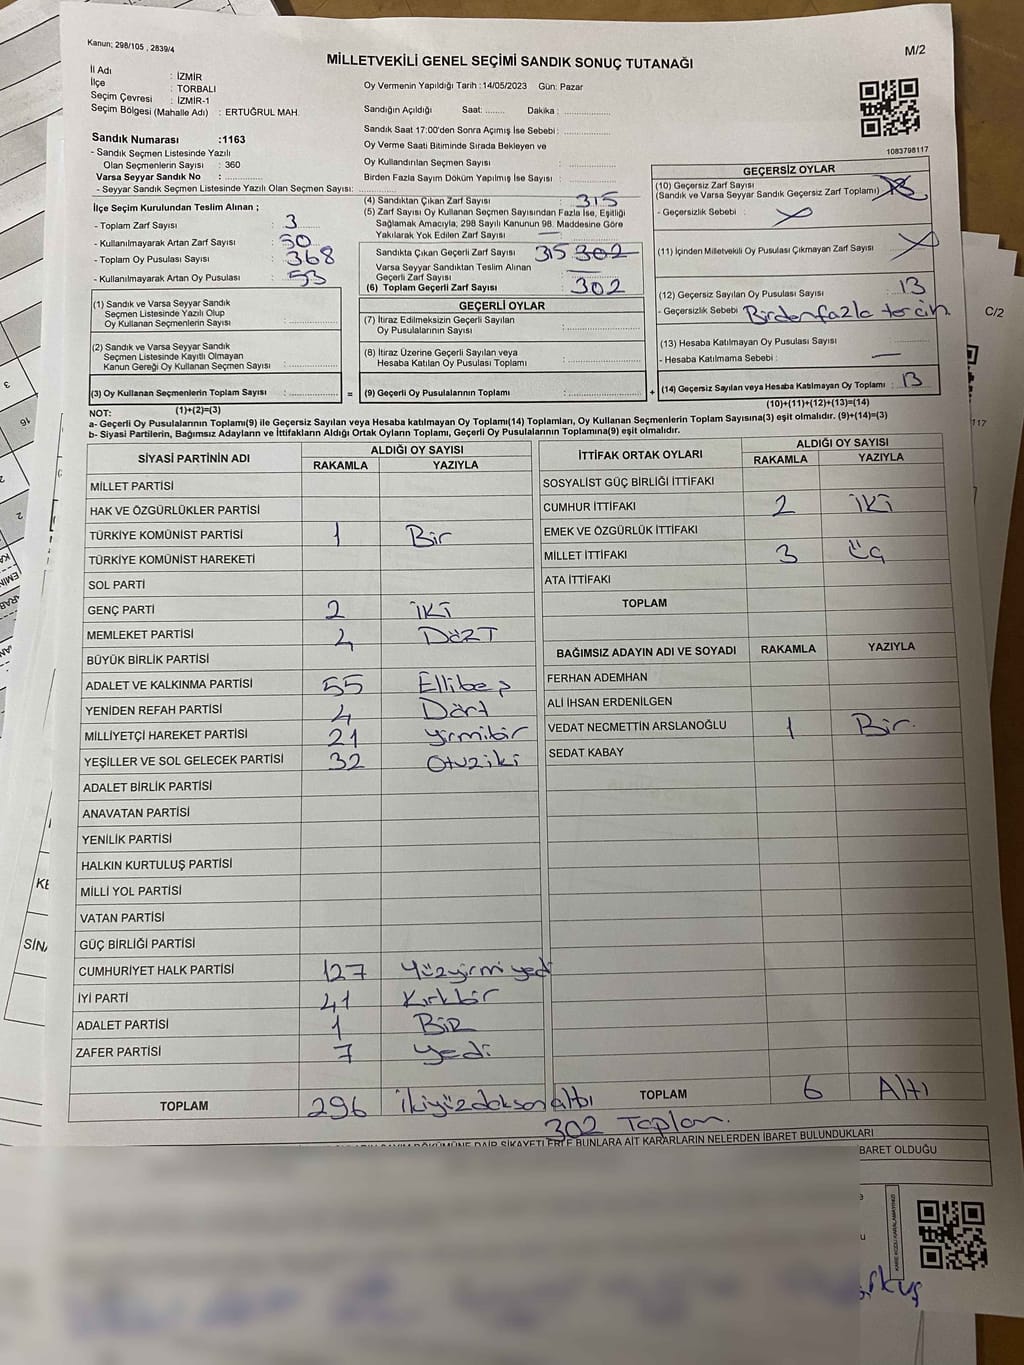 Kanun; 298/105 , 2839/4
M/2
MİLLETVEKİLİ GENEL SEÇİMİ SANDIK SONUÇ TUTANAĞI
İl Adı : İZMİR
İlçe : TORBALI
Seçim Çevresi : İZMİR-1
Seçim Bölgesi (Mahalle Adı) : ERTUĞRUL MAH.
Sandık Numarası :1163
- Sandık Seçmen Listesinde Yazılı
Olan Seçmenlerin Sayısı : 360
Varsa Seyyar Sandık No :
- Seyyar Sandık Seçmen Listesinde Yazılı Olan Seçmen Sayısı:
İlçe Seçim Kurulundan Teslim Alınan ;
- Toplam Zarf Sayısı : 3
- Kullanılmayarak Artan Zarf Sayısı : 50
- Toplam Oy Pusulası Sayısı : 368
- Kullanılmayarak Artan Oy Pusulası : 53
(1) Sandık ve Varsa Seyyar Sandık
Seçmen Listesinde Yazılı Olup
Oy Kullanan Seçmenlerin Sayısı :
(2) Sandık ve Varsa Seyyar Sandık
Seçmen Listesinde Kayıtlı Olmayan
Kanun Gereği Oy Kullanan Seçmen Sayısı :
(3) Oy Kullanan Seçmenlerin Toplam Sayısı :
(1)+(2)=(3)
Oy Vermenin Yapıldığı Tarih :14/05/2023 Gün: Pazar
Sandığın Açıldığı Saat: Dakika :
Sandık Saat 17:00'den Sonra Açımış İse Sebebi:
Oy Verme Saati Bitiminde Sırada Bekleyen ve
Oy Kullandırılan Seçmen Sayısı :
Birden Fazla Sayım Döküm Yapılmış İse Sayısı :
(4) Sandıktan Çıkan Zarf Sayısı : 315
(5) Zarf Sayısı Oy Kullanan Seçmen Sayısından Fazla İse, Eşitliği
Sağlamak Amacıyla, 298 Sayılı Kanunun 98. Maddesine Göre
Yakılarak Yok Edilen Zarf Sayısı : —
Sandıkta Çıkan Geçerli Zarf Sayısı : 315 302
Varsa Seyyar Sandıktan Teslim Alınan
Geçerli Zarf Sayısı : —
(6) Toplam Geçerli Zarf Sayısı : 302
GEÇERLİ OYLAR
(7) İtiraz Edilmeksizin Geçerli Sayılan
Oy Pusulalarının Sayısı :
(8) İtiraz Üzerine Geçerli Sayılan veya
Hesaba Katılan Oy Pusulası Toplamı :
= (9) Geçerli Oy Pusulalarının Toplamı :
1083798117
GEÇERSİZ OYLAR
(10) Geçersiz Zarf Sayısı
(Sandık ve Varsa Seyyar Sandık Geçersiz Zarf Toplamı) :
- Geçersizlik Sebebi :
(11) İçinden Milletvekili Oy Pusulası Çıkmayan Zarf Sayısı :
(12) Geçersiz Sayılan Oy Pusulası Sayısı : 13
- Geçersizlik Sebebi Birdenfazla tercih.
(13) Hesaba Katılmayan Oy Pusulası Sayısı
- Hesaba Katılmama Sebebi : —
+ (14) Geçersiz Sayılan veya Hesaba Katılmayan Oy Toplamı : 13
(10)+(11)+(12)+(13)=(14)
NOT:
a- Geçerli Oy Pusulalarının Toplamı(9) ile Geçersiz Sayılan veya Hesaba katılmayan Oy Toplamı(14) Toplamları, Oy Kullanan Seçmenlerin Toplam Sayısına(3) eşit olmalıdır. (9)+(14)=(3)
b- Siyasi Partilerin, Bağımsız Adayların ve İttifakların Aldığı Ortak Oyların Toplamı, Geçerli Oy Pusulalarının Toplamına(9) eşit olmalıdır.
SİYASİ PARTİNİN ADI ALDIĞI OY SAYISI
RAKAMLA YAZIYLA
MİLLET PARTİSİ
HAK VE ÖZGÜRLÜKLER PARTİSİ
TÜRKİYE KOMÜNİST PARTİSİ 1 Bir
TÜRKİYE KOMÜNİST HAREKETİ
SOL PARTİ
GENÇ PARTİ 2 iKi
MEMLEKET PARTİSİ 4 DöRT
BÜYÜK BİRLİK PARTİSİ
ADALET VE KALKINMA PARTİSİ 55 Ellibeş
YENİDEN REFAH PARTİSİ 4 Dört
MİLLİYETÇİ HAREKET PARTİSİ 21 yirmibir
YEŞİLLER VE SOL GELECEK PARTİSİ 32 Otuziki
ADALET BİRLİK PARTİSİ
ANAVATAN PARTİSİ
YENİLİK PARTİSİ
HALKIN KURTULUŞ PARTİSİ
MİLLİ YOL PARTİSİ
VATAN PARTİSİ
GÜÇ BİRLİĞİ PARTİSİ
CUMHURİYET HALK PARTİSİ 127 Yüzyirmiyedi
İYİ PARTİ 41 Kırkbir
ADALET PARTİSİ 1 BiR
ZAFER PARTİSİ 7 yedi
TOPLAM 296 ikiyüzdoksanaltı
İTTİFAK ORTAK OYLARI ALDIĞI OY SAYISI
RAKAMLA YAZIYLA
SOSYALİST GÜÇ BİRLİĞİ İTTİFAKI
CUMHUR İTTİFAKI 2 iKi
EMEK VE ÖZGÜRLÜK İTTİFAKI
MİLLET İTTİFAKI 3 Üç
ATA İTTİFAKI
TOPLAM
BAĞIMSIZ ADAYIN ADI VE SOYADI RAKAMLA YAZIYLA
FERHAN ADEMHAN
ALİ İHSAN ERDENİLGEN
VEDAT NECMETTİN ARSLANOĞLU 1 Bir.
SEDAT KABAY
TOPLAM 6 Altı
302 Toplam.
BUNLARA AİT KARARLARIN NELERDEN İBARET BULUNDUKLARI
BARET OLDUĞU
C/2
117